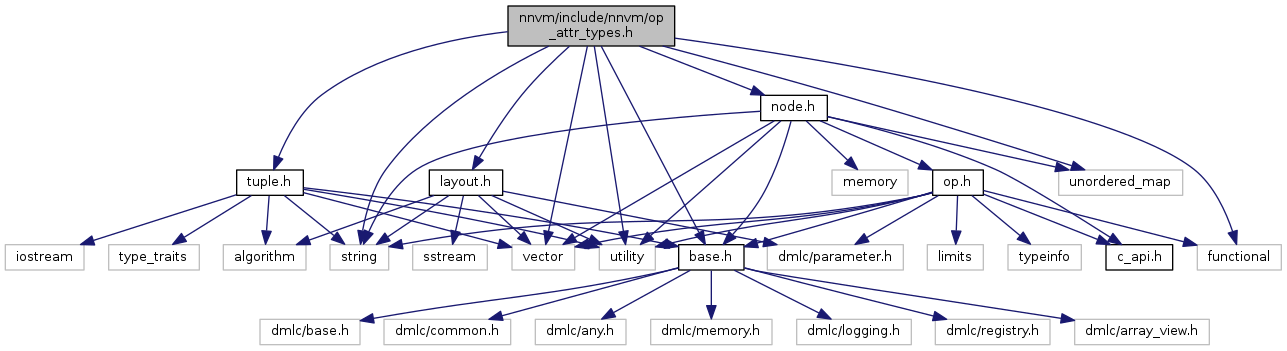 nnvm/include/nnvm/op
_attr_types.h
node.h
tuple.h
layout.h
memory
op.h
unordered_map
iostream
type_traits
algorithm
string
sstream
vector
utility
base.h
dmlc/parameter.h
limits
typeinfo
c_api.h
functional
dmlc/base.h
dmlc/common.h
dmlc/any.h
dmlc/memory.h
dmlc/logging.h
dmlc/registry.h
dmlc/array_view.h